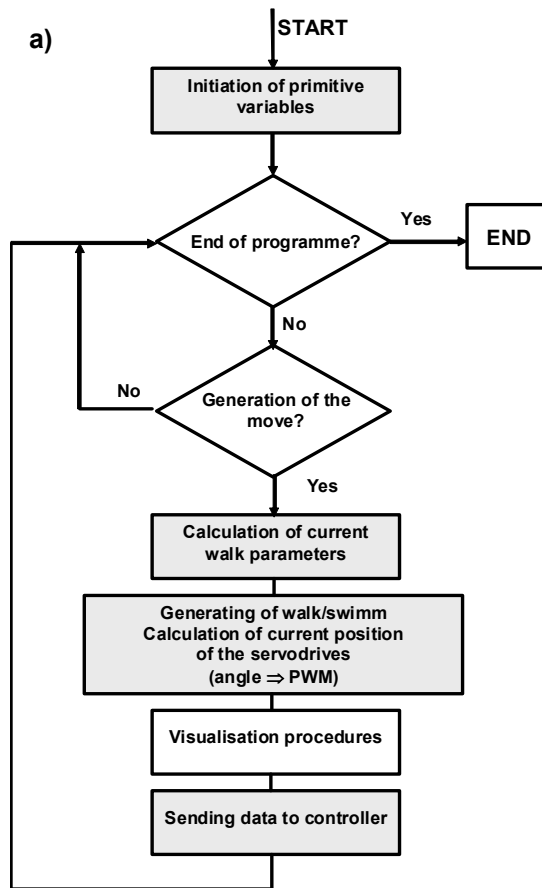 a)
START
Initiation of primitive
variables
End of programme?
Yes
END
No
No
Generation of the
move?
Yes
Calculation of current
walk parameters
Generating of walk/swimm
Calculation of current position
of the servodrives
(angle ⇒ PWM)
Visualisation procedures
Sending data to controller